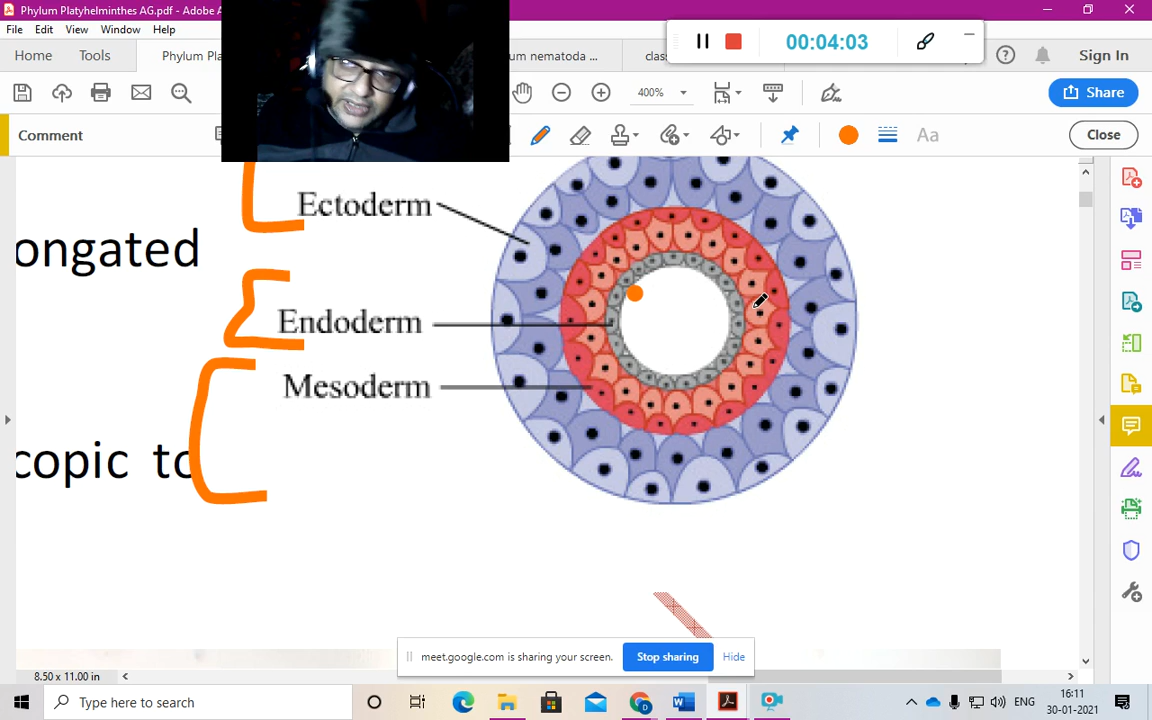 Phylum Platyhelminthes AG.pdf - Adobe A
File Edit View Window Help
00:04:03
Home Tools Phylum Pla um nematoda ... clas Sign In
400% Share
Comment Aa Close
Ectoderm
ongated
Endoderm
Mesoderm
copic to
meet.google.com is sharing your screen. Stop sharing Hide
8.50 x 11.00 in
Type here to search ENG 16:11
30-01-2021